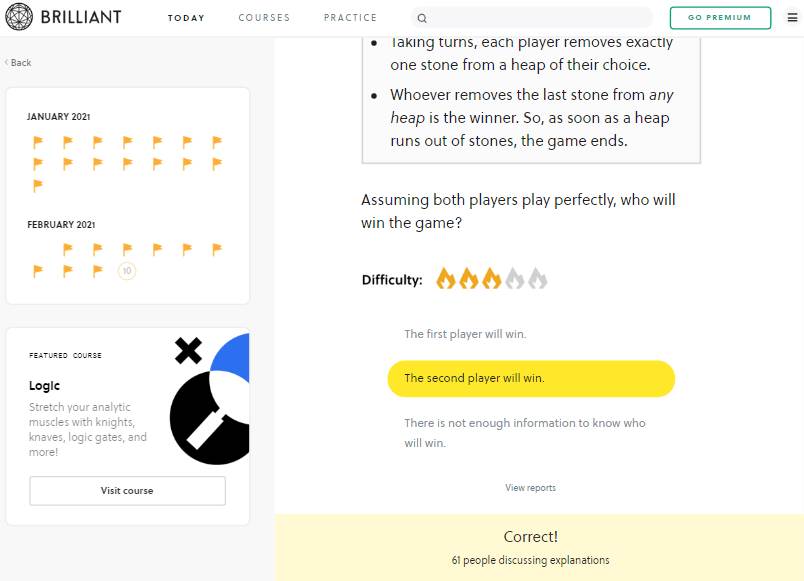 BRILLIANT
TODAY COURSES PRACTICE GO PREMIUM
‹ Back
JANUARY 2021
FEBRUARY 2021
10
FEATURED COURSE
Logic
Stretch your analytic
muscles with knights,
knaves, logic gates, and
more!
Visit course
• Taking turns, each player removes exactly
one stone from a heap of their choice.
• Whoever removes the last stone from any
heap is the winner. So, as soon as a heap
runs out of stones, the game ends.
Assuming both players play perfectly, who will
win the game?
Difficulty:
The first player will win.
The second player will win.
There is not enough information to know who
will win.
View reports
Correct!
61 people discussing explanations